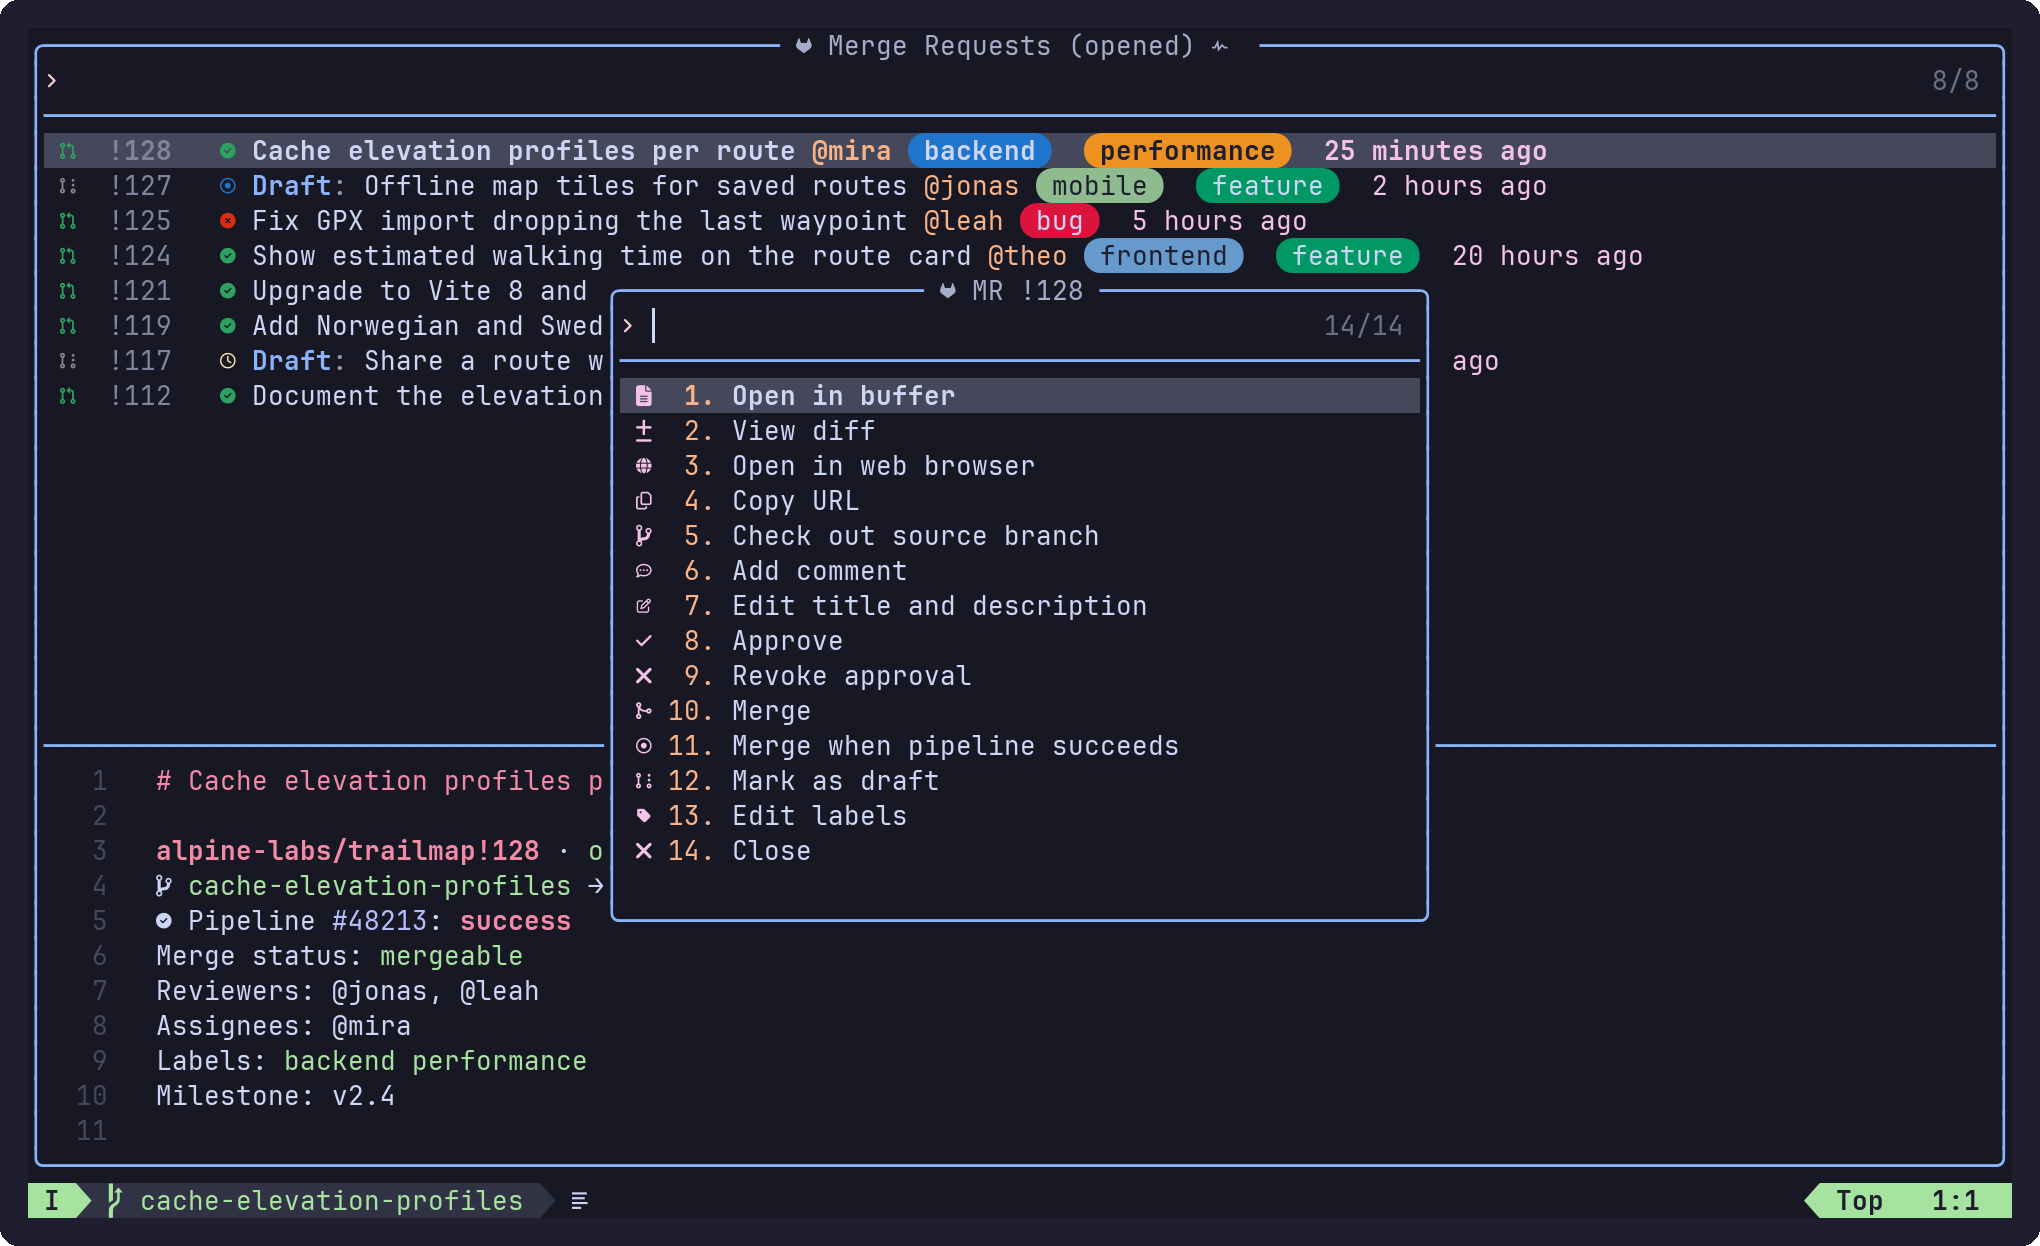 Merge Requests (opened)
> 8/8
!128 Cache elevation profiles per route @mira backend performance 25 minutes ago
!127 Draft: Offline map tiles for saved routes @jonas mobile feature 2 hours ago
!125 Fix GPX import dropping the last waypoint @leah bug 5 hours ago
!124 Show estimated walking time on the route card @theo frontend feature 20 hours ago
!121 Upgrade to Vite 8 and
!119 Add Norwegian and Swed
!117 Draft: Share a route w ago
!112 Document the elevation
MR !128
> 14/14
1. Open in buffer
2. View diff
3. Open in web browser
4. Copy URL
5. Check out source branch
6. Add comment
7. Edit title and description
8. Approve
9. Revoke approval
10. Merge
11. Merge when pipeline succeeds
12. Mark as draft
13. Edit labels
14. Close
1 # Cache elevation profiles p
2
3 alpine-labs/trailmap!128 · o
4 cache-elevation-profiles →
5 Pipeline #48213: success
6 Merge status: mergeable
7 Reviewers: @jonas, @leah
8 Assignees: @mira
9 Labels: backend performance
10 Milestone: v2.4
11
I cache-elevation-profiles Top 1:1